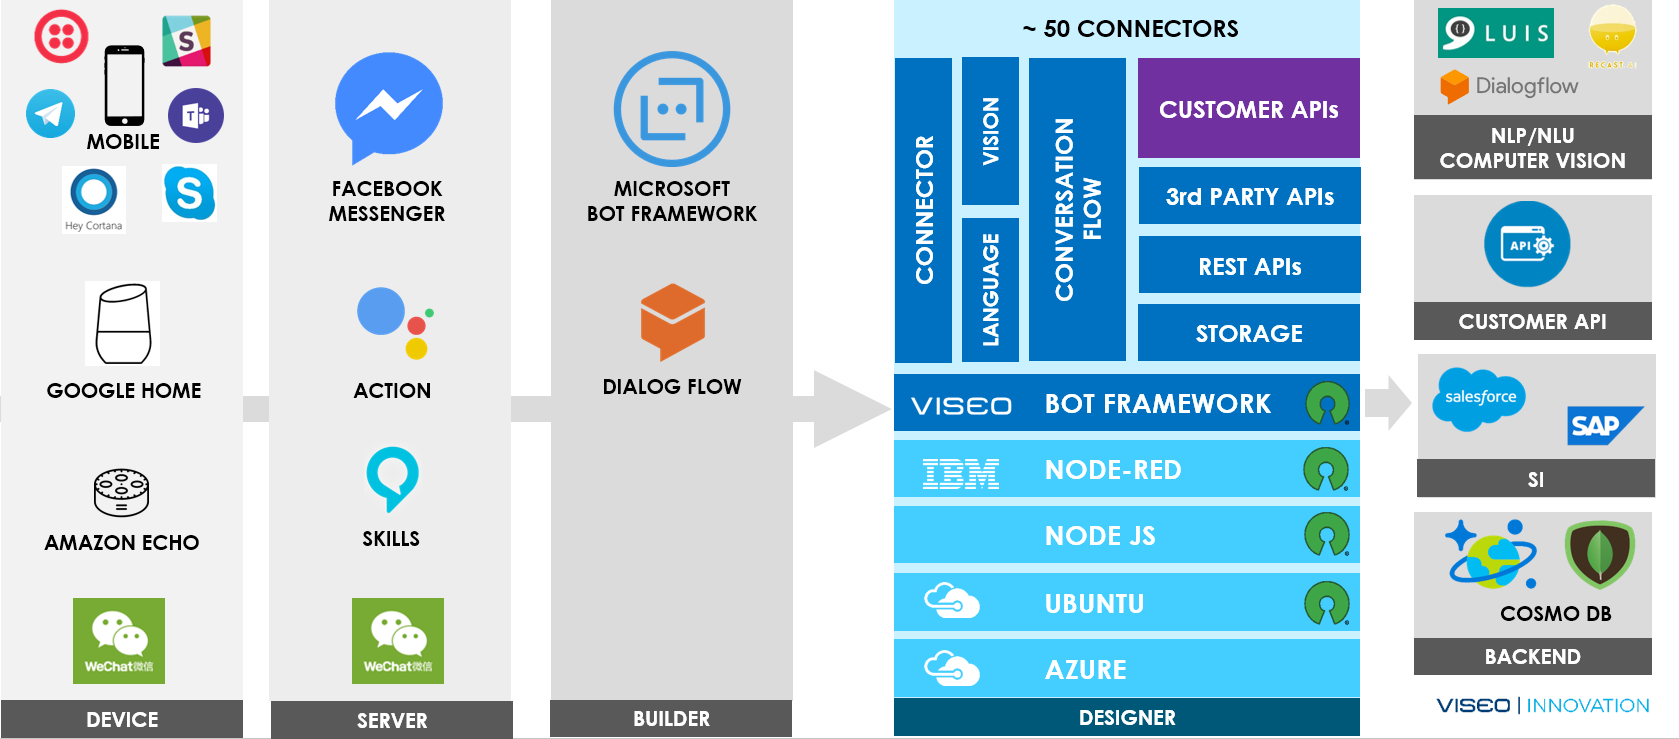 S
MOBILE
Hey Cortana
S
GOOGLE HOME
AMAZON ECHO
WeChat微信
DEVICE
FACEBOOK
MESSENGER
ACTION
SKILLS
WeChat微信
SERVER
MICROSOFT
BOT FRAMEWORK
DIALOG FLOW
BUILDER
~ 50 CONNECTORS
CONNECTOR
VISION
LANGUAGE
CONVERSATION
FLOW
CUSTOMER APIs
3rd PARTY APIs
REST APIs
STORAGE
VISEO BOT FRAMEWORK
IBM NODE-RED
NODE JS
UBUNTU
AZURE
DESIGNER
LUIS
RECAST.AI
Dialogflow
NLP/NLU
COMPUTER VISION
API
CUSTOMER API
salesforce
SAP
SI
COSMO DB
BACKEND
VISEO | INNOVATION